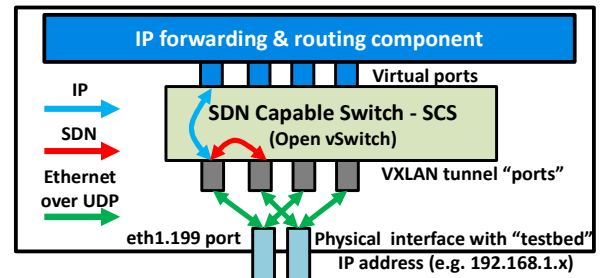 IP forwarding & routing component
Virtual ports
IP
SDN Capable Switch - SCS
(Open vSwitch)
SDN
VXLAN tunnel “ports”
Ethernet
over UDP
eth1.199 port
Physical interface with “testbed”
IP address (e.g. 192.168.1.x)